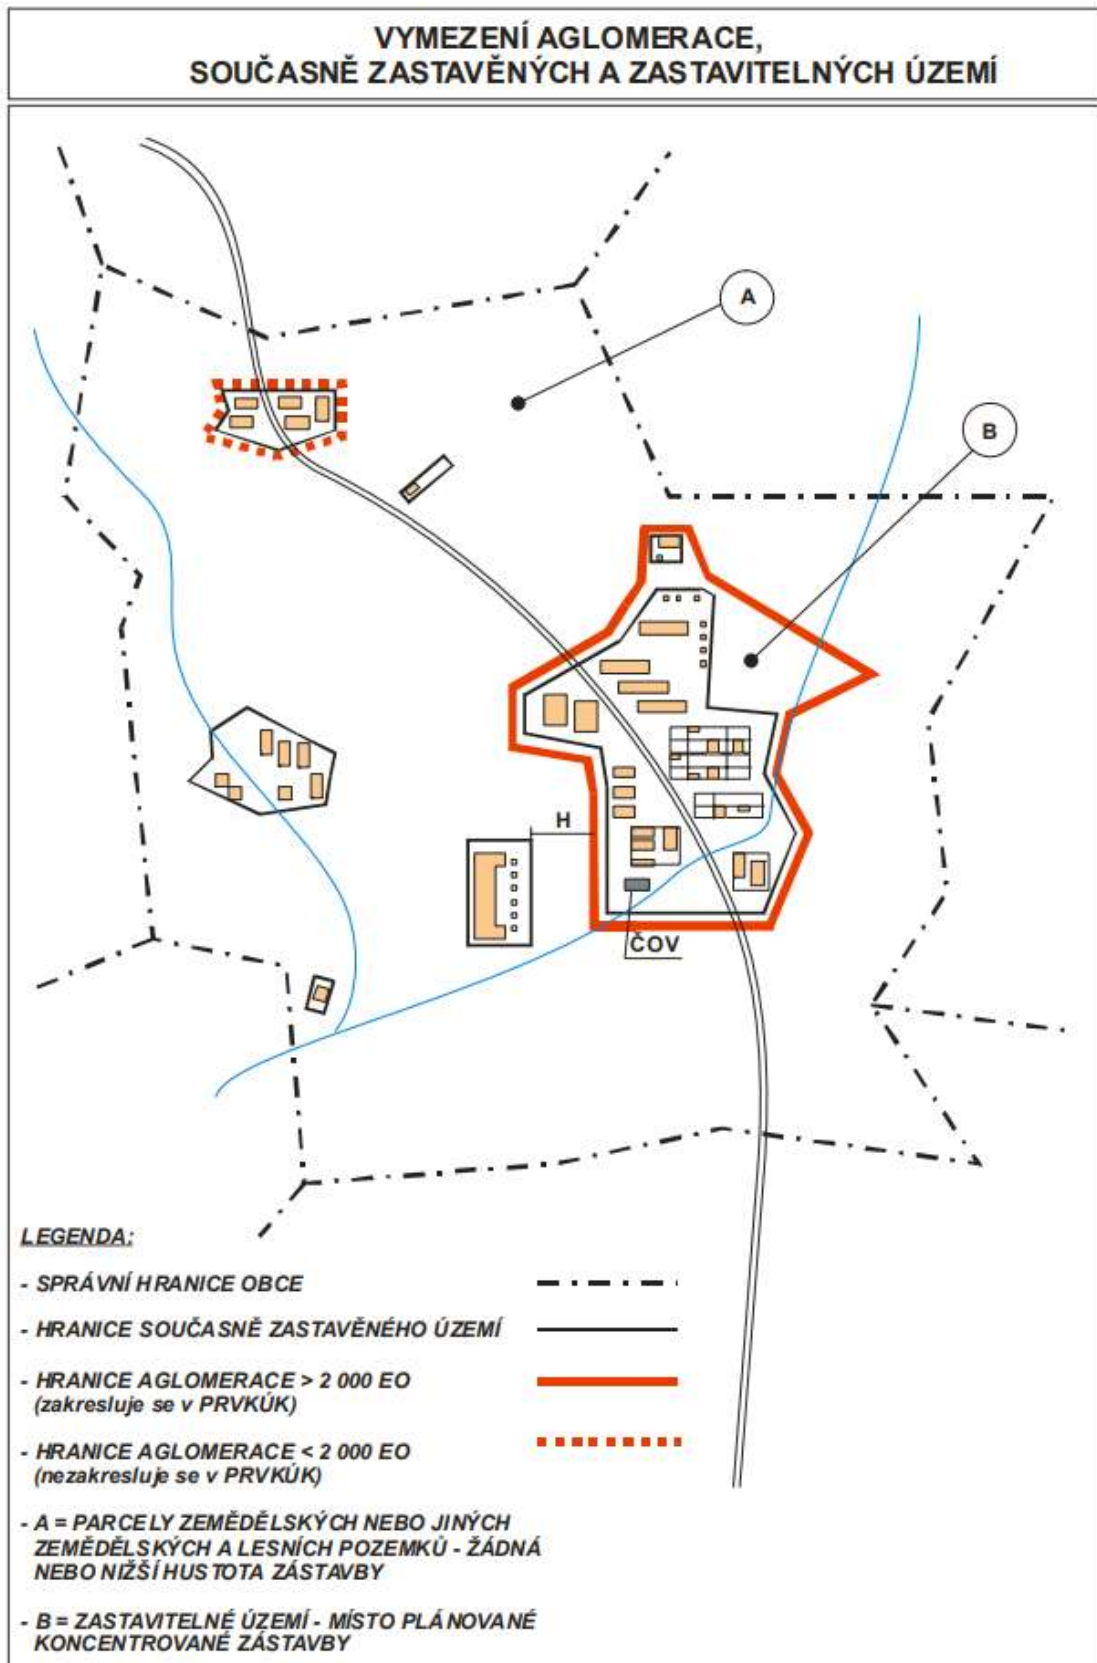 VYMEZENÍ AGLOMERACE,
SOUČASNĚ ZASTAVĚNÝCH A ZASTAVITELNÝCH ÚZEMÍ
A
B
H
ČOV
LEGENDA:
- SPRÁVNÍ HRANICE OBCE
- HRANICE SOUČASNĚ ZASTAVĚNÉHO ÚZEMÍ
- HRANICE AGLOMERACE > 2 000 EO
(zakresluje se v PRVKÚK)
- HRANICE AGLOMERACE < 2 000 EO
(nezakresluje se v PRVKÚK)
- A = PARCELY ZEMĚDĚLSKÝCH NEBO JINÝCH
ZEMĚDĚLSKÝCH A LESNÍCH POZEMKŮ - ŽÁDNÁ
NEBO NIŽŠÍ HUSTOTA ZÁSTAVBY
- B = ZASTAVITELNÉ ÚZEMÍ - MÍSTO PLÁNOVANÉ
KONCENTROVANÉ ZÁSTAVBY